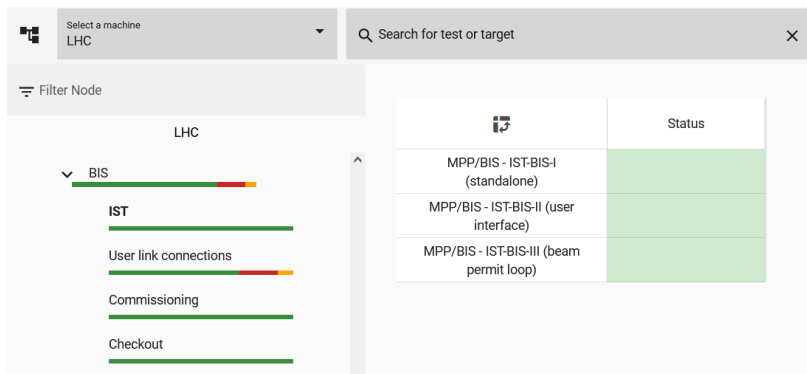 Select a machine
LHC
Search for test or target
Filter Node
LHC
BIS
IST
User link connections
Commissioning
Checkout
Status
MPP/BIS - IST-BIS-I
(standalone)
MPP/BIS - IST-BIS-II (user
interface)
MPP/BIS - IST-BIS-III (beam
permit loop)